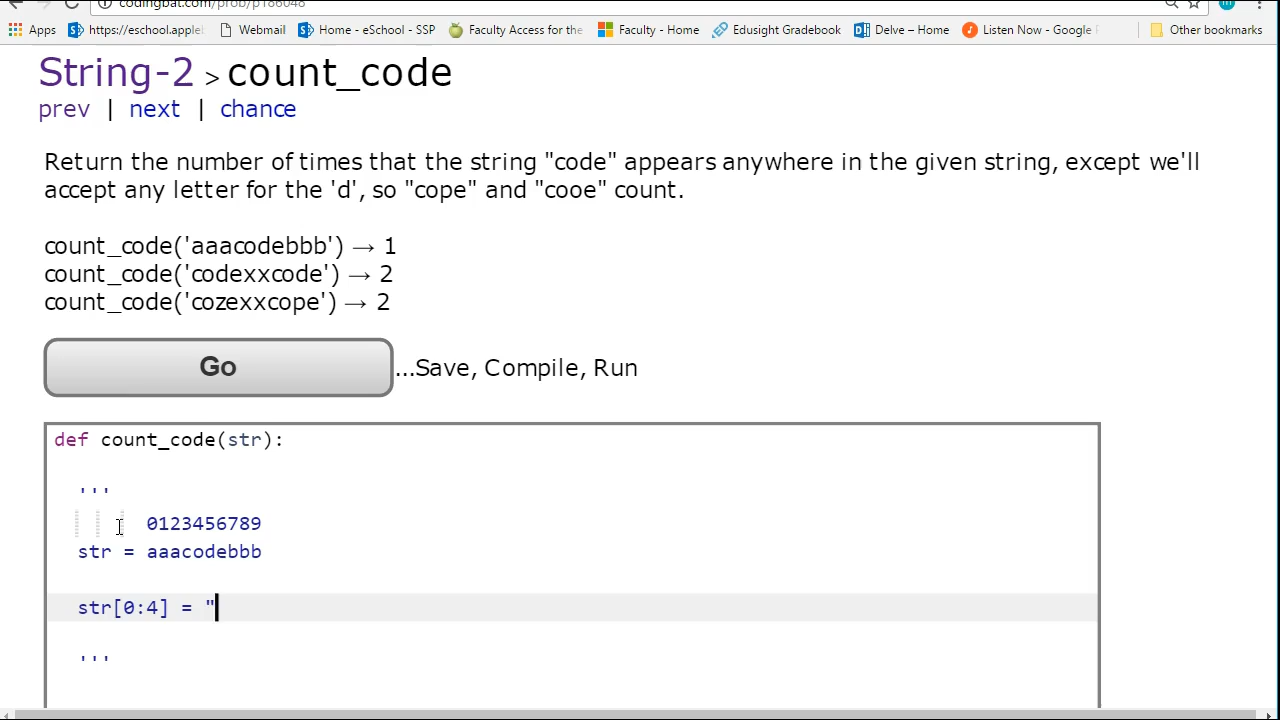 codingbat.com/prob/p186048
Apps https://eschool.apple Webmail Home - eSchool - SSP Faculty Access for the Faculty - Home Edusight Gradebook Delve – Home Listen Now - Google Other bookmarks
String-2 > count_code
prev | next | chance
Return the number of times that the string "code" appears anywhere in the given string, except we'll
accept any letter for the 'd', so "cope" and "cooe" count.
count_code('aaacodebbb') → 1
count_code('codexxcode') → 2
count_code('cozexxcope') → 2
Go ...Save, Compile, Run
def count_code(str):
'''
0123456789
str = aaacodebbb
str[0:4] = "
'''